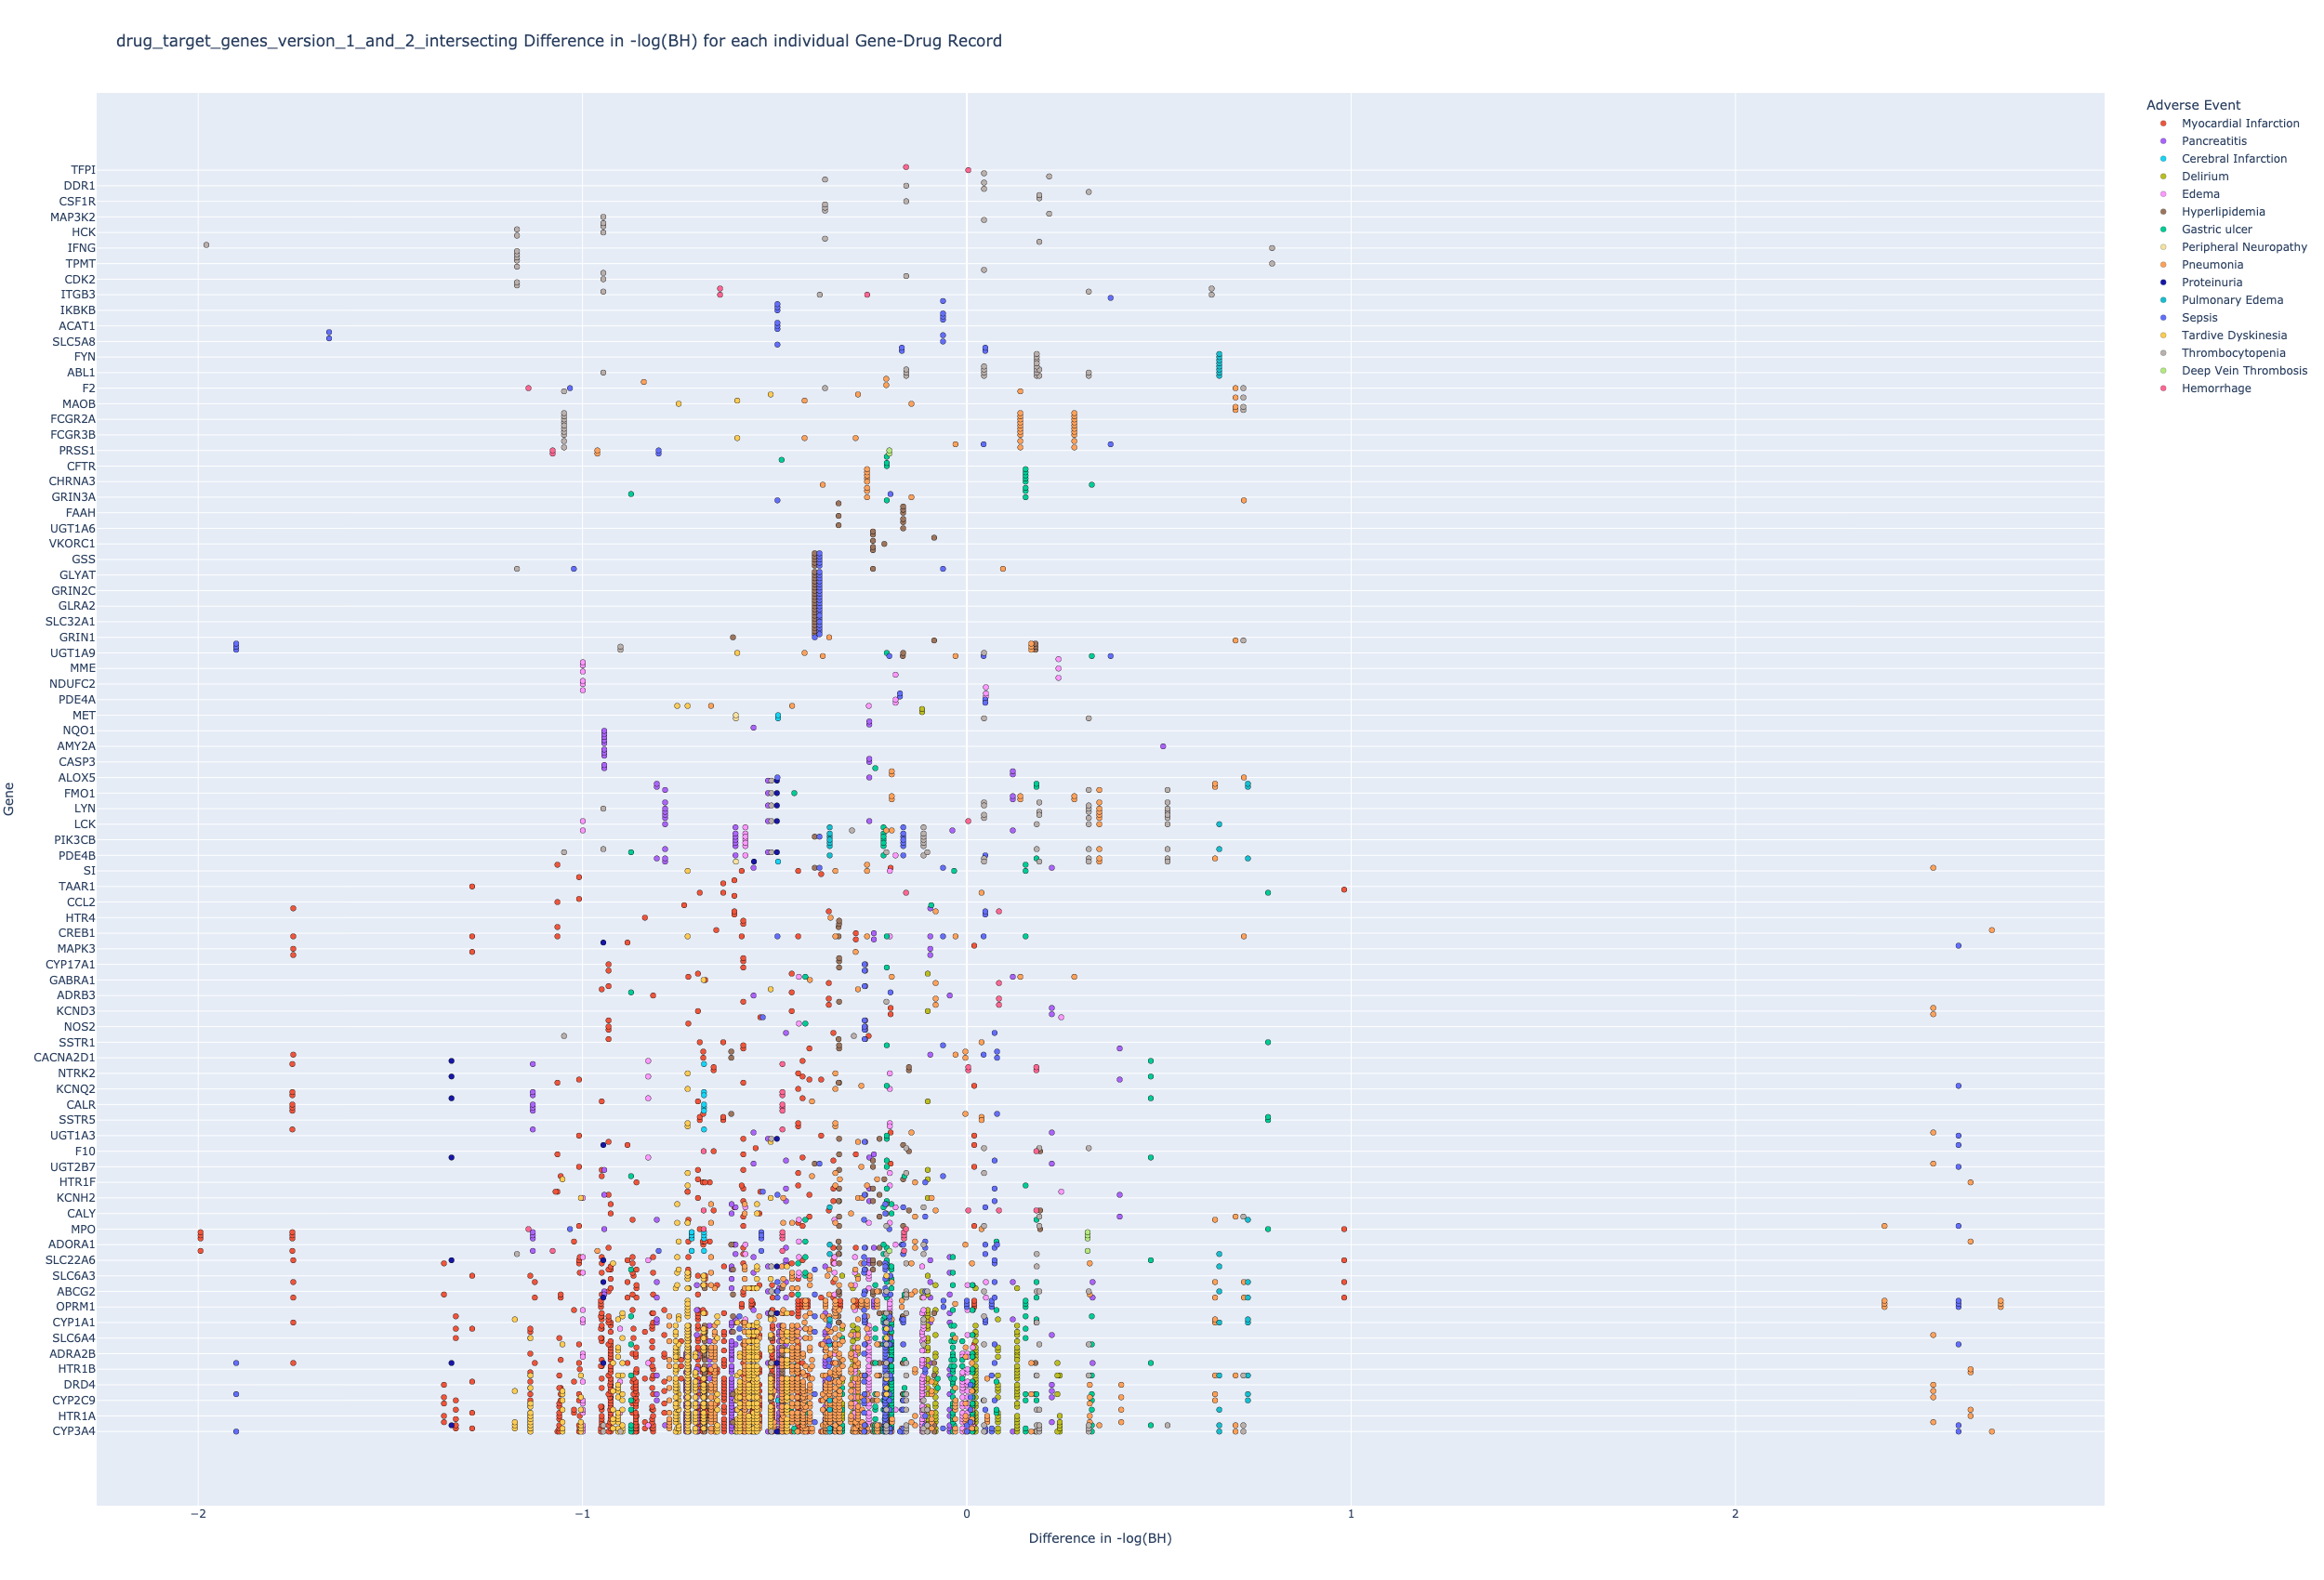 drug_target_genes_version_1_and_2_intersecting Difference in -log(BH) for each individual Gene-Drug Record
Adverse Event
Myocardial Infarction
Pancreatitis
Cerebral Infarction
Delirium
Edema
Hyperlipidemia
Gastric ulcer
Peripheral Neuropathy
Pneumonia
Proteinuria
Pulmonary Edema
Sepsis
Tardive Dyskinesia
Thrombocytopenia
Deep Vein Thrombosis
Hemorrhage
Gene
TFPI
DDR1
CSF1R
MAP3K2
HCK
IFNG
TPMT
CDK2
ITGB3
IKBKB
ACAT1
SLC5A8
FYN
ABL1
F2
MAOB
FCGR2A
FCGR3B
PRSS1
CFTR
CHRNA3
GRIN3A
FAAH
UGT1A6
VKORC1
GSS
GLYAT
GRIN2C
GLRA2
SLC32A1
GRIN1
UGT1A9
MME
NDUFC2
PDE4A
MET
NQO1
AMY2A
CASP3
ALOX5
FMO1
LYN
LCK
PIK3CB
PDE4B
SI
TAAR1
CCL2
HTR4
CREB1
MAPK3
CYP17A1
GABRA1
ADRB3
KCND3
NOS2
SSTR1
CACNA2D1
NTRK2
KCNQ2
CALR
SSTR5
UGT1A3
F10
UGT2B7
HTR1F
KCNH2
CALY
MPO
ADORA1
SLC22A6
SLC6A3
ABCG2
OPRM1
CYP1A1
SLC6A4
ADRA2B
HTR1B
DRD4
CYP2C9
HTR1A
CYP3A4
−2 −1 0 1 2
Difference in -log(BH)